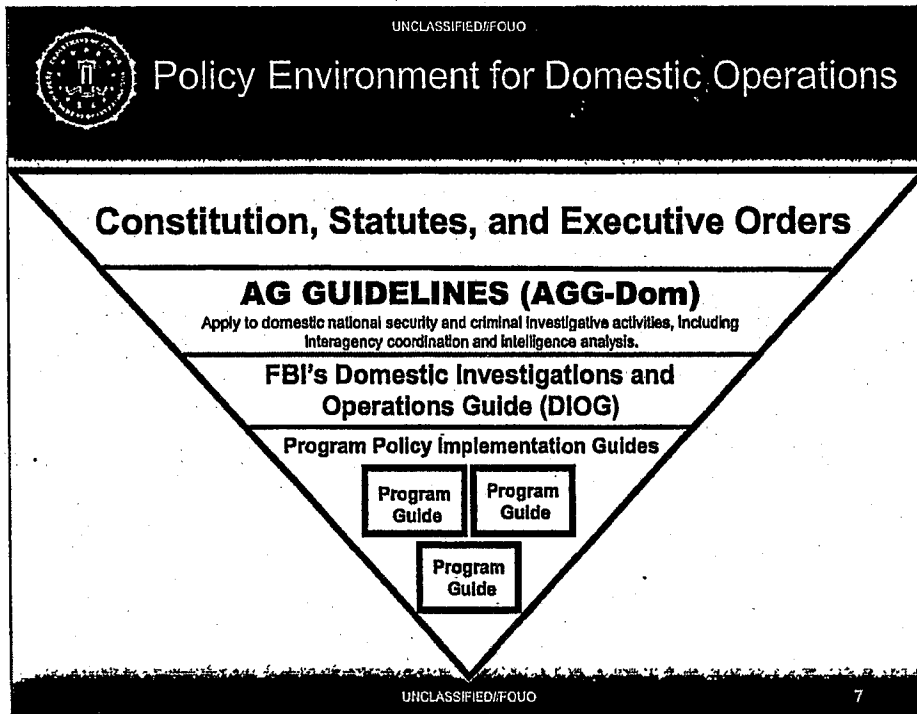 UNCLASSIFIED//FOUO
Policy Environment for Domestic Operations
Constitution, Statutes, and Executive Orders
AG GUIDELINES (AGG-Dom)
Apply to domestic national security and criminal investigative activities, including
interagency coordination and intelligence analysis.
FBI's Domestic Investigations and
Operations Guide (DIOG)
Program Policy Implementation Guides
Program
Guide
Program
Guide
Program
Guide
UNCLASSIFIED//FOUO
7